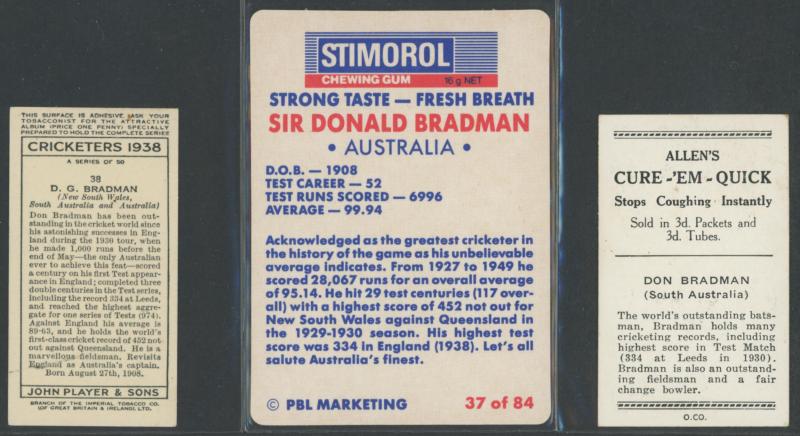 THIS SURFACE IS ADHESIVE. ASK YOUR
TOBACCONIST FOR THE ATTRACTIVE
ALBUM (PRICE ONE PENNY) SPECIALLY
PREPARED TO HOLD THE COMPLETE SERIES
CRICKETERS 1938
A SERIES OF 50
38
D. G. BRADMAN
(New South Wales,
South Australia and Australia)
Don Bradman has been out-
standing in the cricket world since
his astonishing successes in Eng-
land during the 1930 tour, when
he made 1,000 runs before the
end of May—the only Australian
ever to achieve this feat—scored
a century on his first Test appear-
ance in England; completed three
double centuries in the Test series,
including the record 334 at Leeds,
and reached the highest aggre-
gate for one series of Tests (974).
Against England his average is
89·63, and he holds the world's
first-class cricket record of 452 not
out against Queensland. He is a
marvellous fieldsman. Revisits
England as Australia's captain.
Born August 27th, 1908.
JOHN PLAYER & SONS
BRANCH OF THE IMPERIAL TOBACCO CO.
(OF GREAT BRITAIN & IRELAND), LTD.
STIMOROL
CHEWING GUM 16 g NET
STRONG TASTE — FRESH BREATH
SIR DONALD BRADMAN
• AUSTRALIA •
D.O.B. — 1908
TEST CAREER — 52
TEST RUNS SCORED — 6996
AVERAGE — 99.94
Acknowledged as the greatest cricketer in
the history of the game as his unbelievable
average indicates. From 1927 to 1949 he
scored 28,067 runs for an overall average
of 95.14. He hit 29 test centuries (117 over-
all) with a highest score of 452 not out for
New South Wales against Queensland in
the 1929-1930 season. His highest test
score was 334 in England (1938). Let's all
salute Australia's finest.
© PBL MARKETING 37 of 84
ALLEN'S
CURE-'EM-QUICK
Stops Coughing Instantly
Sold in 3d. Packets and
3d. Tubes.
DON BRADMAN
(South Australia)
The world's outstanding bats-
man, Bradman holds many
cricketing records, including
highest score in Test Match
(334 at Leeds in 1930).
Bradman is also an outstand-
ing fieldsman and a fair
change bowler.
O.CO.